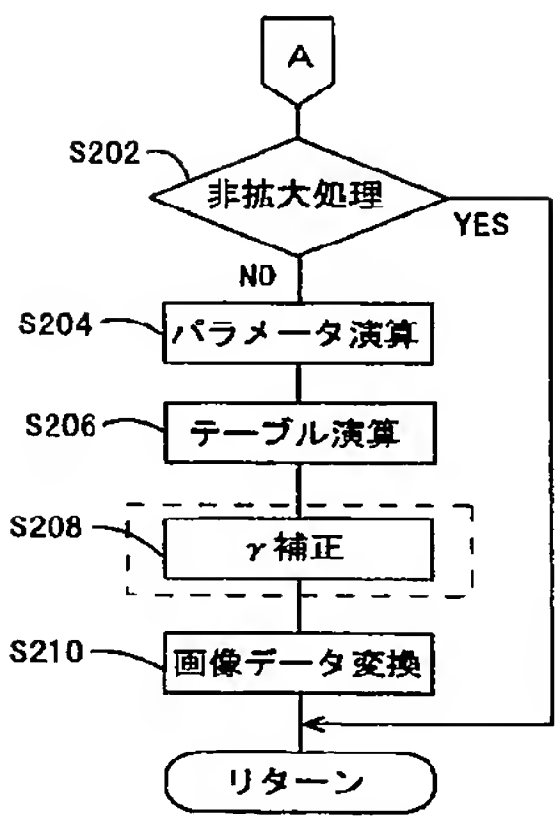 A
S202
非拡大処理
YES
NO
S204
パラメータ演算
S206
テーブル演算
S208
γ補正
S210
画像データ変換
リターン